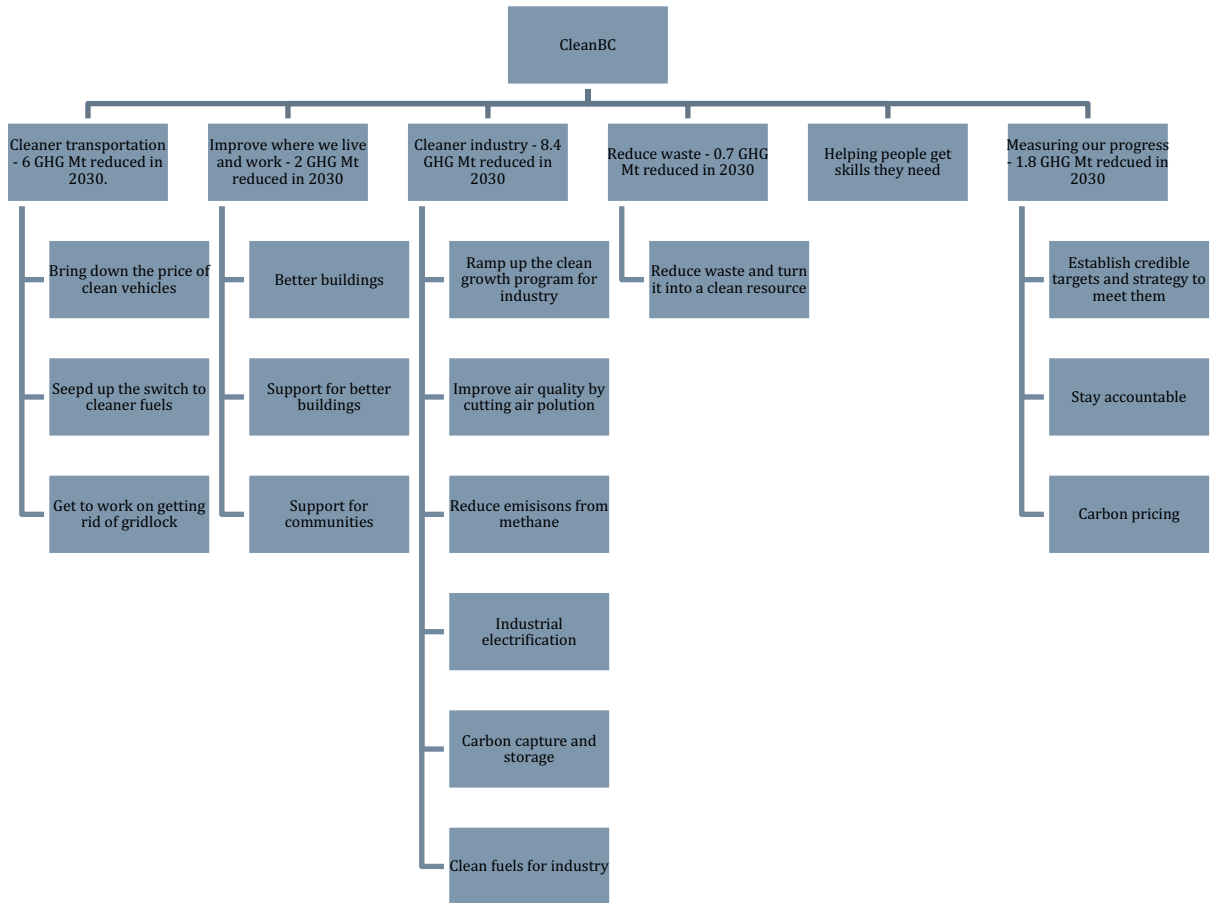 CleanBC
Cleaner transportation
- 6 GHG Mt reduced in
2030.
Bring down the price of
clean vehicles
Seepd up the switch to
cleaner fuels
Get to work on getting
rid of gridlock
Improve where we live
and work - 2 GHG Mt
reduced in 2030
Better buildings
Support for better
buildings
Support for
communities
Cleaner industry - 8.4
GHG Mt reduced in
2030
Ramp up the clean
growth program for
industry
Improve air quality by
cutting air polution
Reduce emisisons from
methane
Industrial
electrification
Carbon capture and
storage
Clean fuels for industry
Reduce waste - 0.7 GHG
Mt reduced in 2030
Reduce waste and turn
it into a clean resource
Helping people get
skills they need
Measuring our progress
- 1.8 GHG Mt redcued in
2030
Establish credible
targets and strategy to
meet them
Stay accountable
Carbon pricing